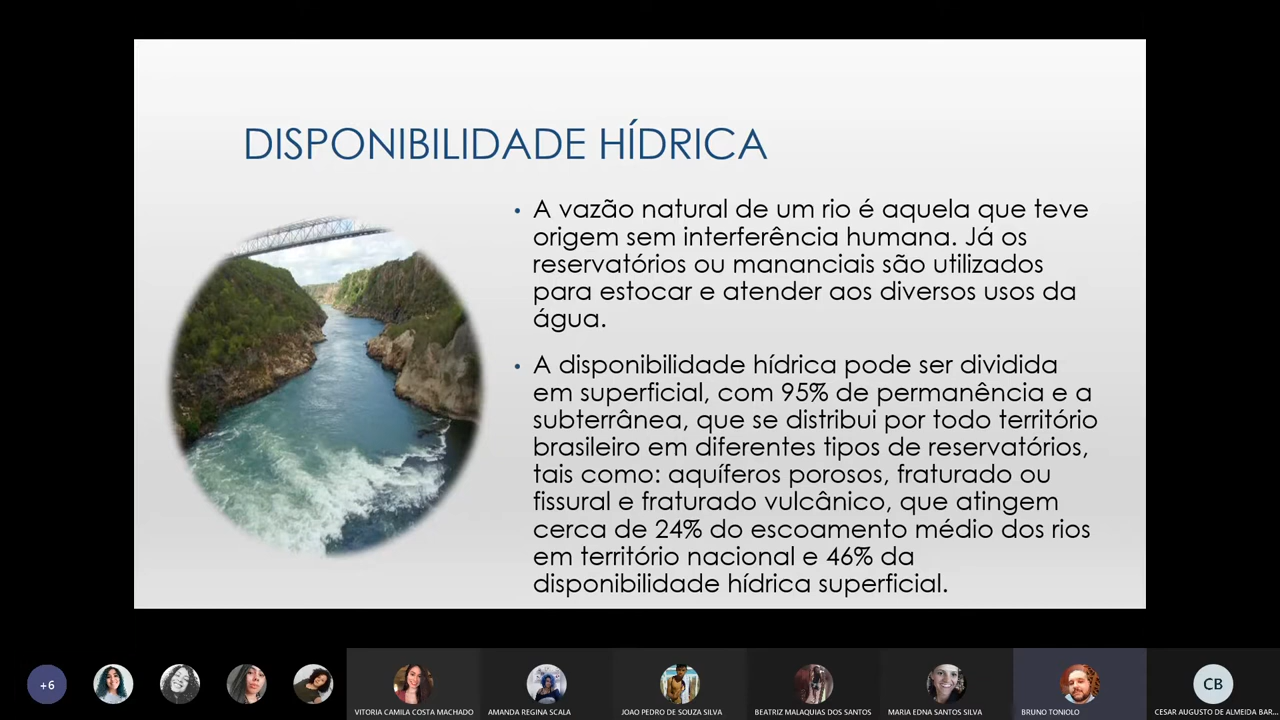 DISPONIBILIDADE HÍDRICA
• A vazão natural de um rio é aquela que teve
origem sem interferência humana. Já os
reservatórios ou mananciais são utilizados
para estocar e atender aos diversos usos da
água.
• A disponibilidade hídrica pode ser dividida
em superficial, com 95% de permanência e a
subterrânea, que se distribui por todo território
brasileiro em diferentes tipos de reservatórios,
tais como: aquíferos porosos, fraturado ou
fissural e fraturado vulcânico, que atingem
cerca de 24% do escoamento médio dos rios
em território nacional e 46% da
disponibilidade hídrica superficial.
+6
CB
VITORIA CAMILA COSTA MACHADO
AMANDA REGINA SCALA
JOAO PEDRO DE SOUZA SILVA
BEATRIZ MALAQUIAS DOS SANTOS
MARIA EDNA SANTOS SILVA
BRUNO TONIOLO
CESAR AUGUSTO DE ALMEIDA BAR...